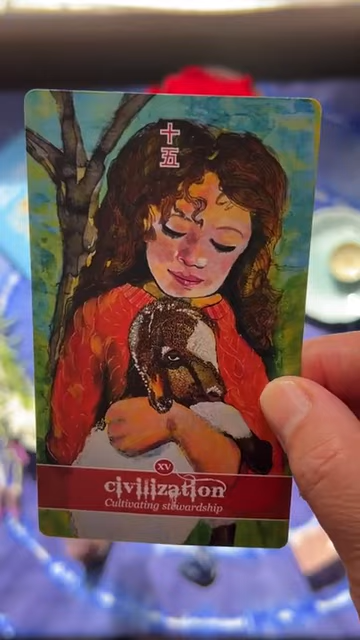 十
五
XV
civilization
Cultivating stewardship